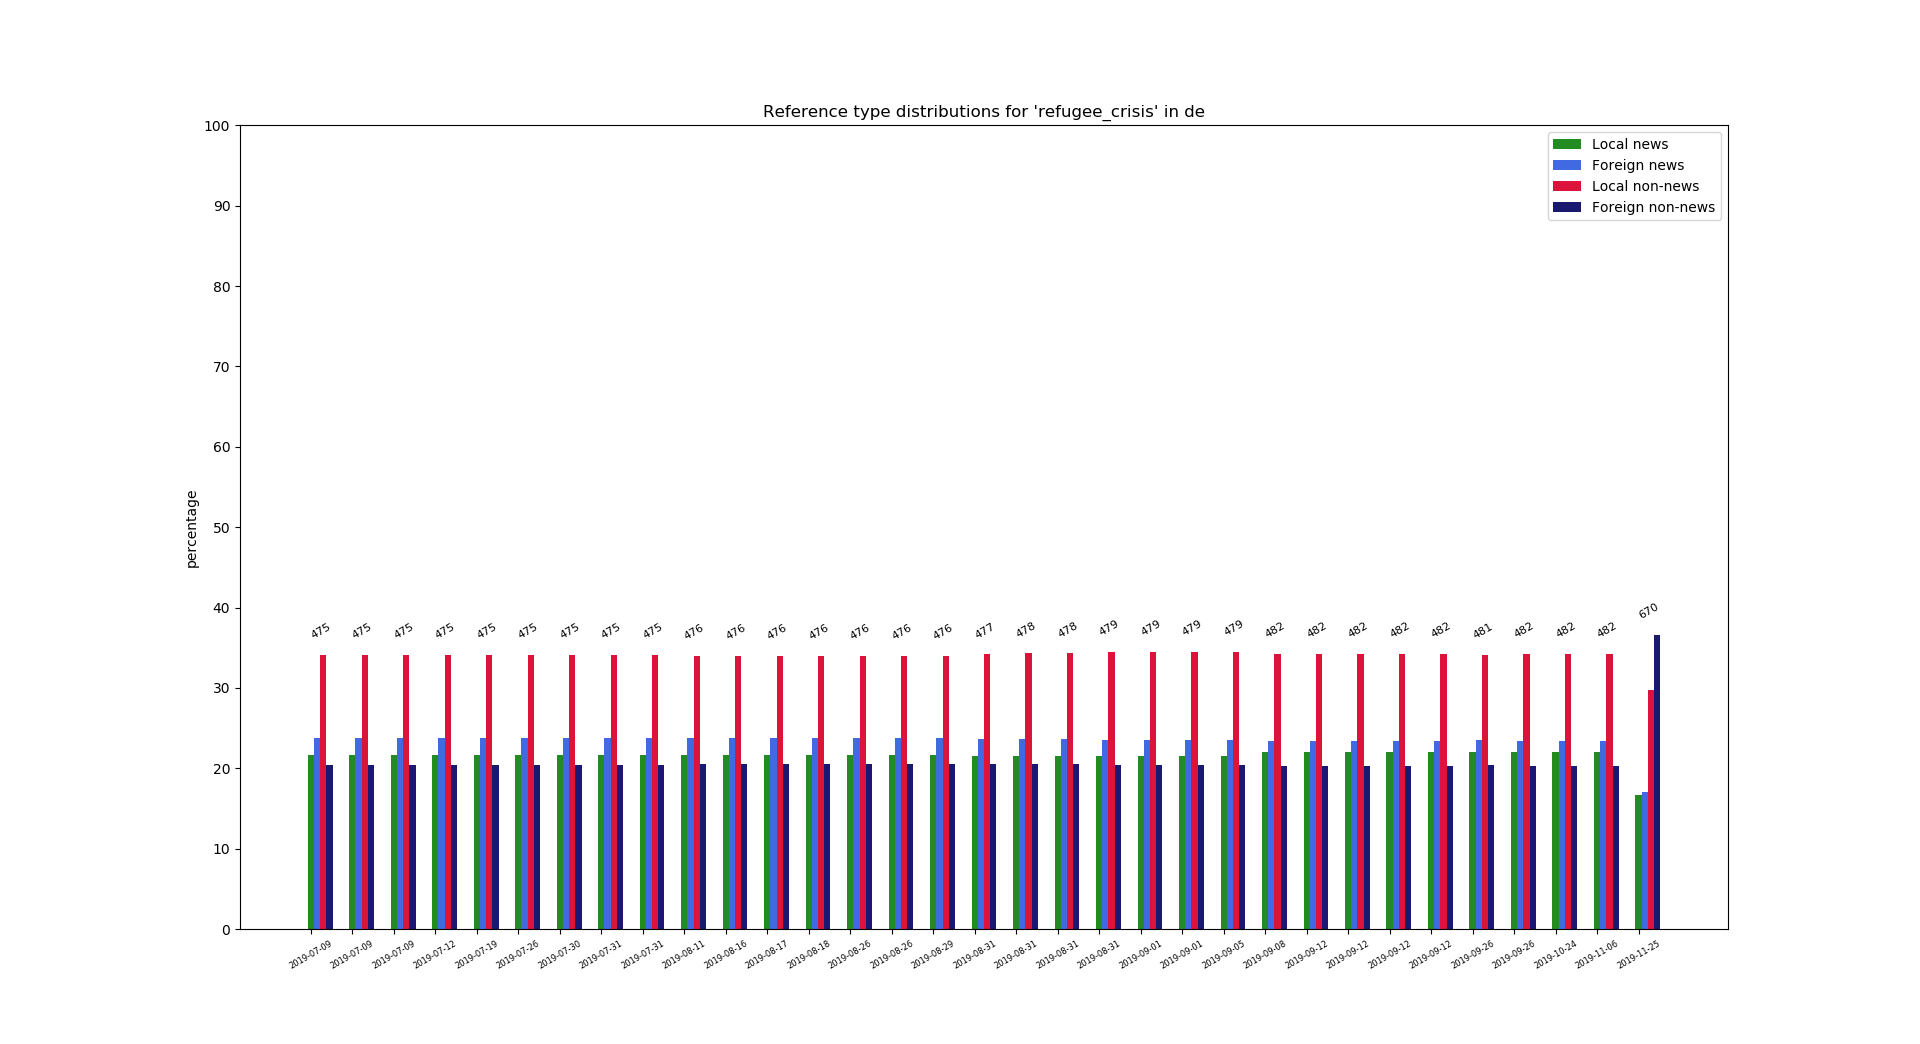 Reference type distributions for 'refugee_crisis' in de
100
90
80
70
60
50
40
30
20
10
0
percentage
Local news
Foreign news
Local non-news
Foreign non-news
475 475 475 475 475 475 475 475 475 476 476 476 476 476 476 476 477 478 478 479 479 479 479 482 482 482 482 482 481 482 482 482 670
2019-07-09 2019-07-09 2019-07-09 2019-07-12 2019-07-19 2019-07-26 2019-07-30 2019-07-31 2019-07-31 2019-08-11 2019-08-16 2019-08-17 2019-08-18 2019-08-26 2019-08-26 2019-08-29 2019-08-31 2019-08-31 2019-08-31 2019-08-31 2019-09-01 2019-09-01 2019-09-05 2019-09-08 2019-09-12 2019-09-12 2019-09-12 2019-09-12 2019-09-26 2019-09-26 2019-10-24 2019-11-06 2019-11-25